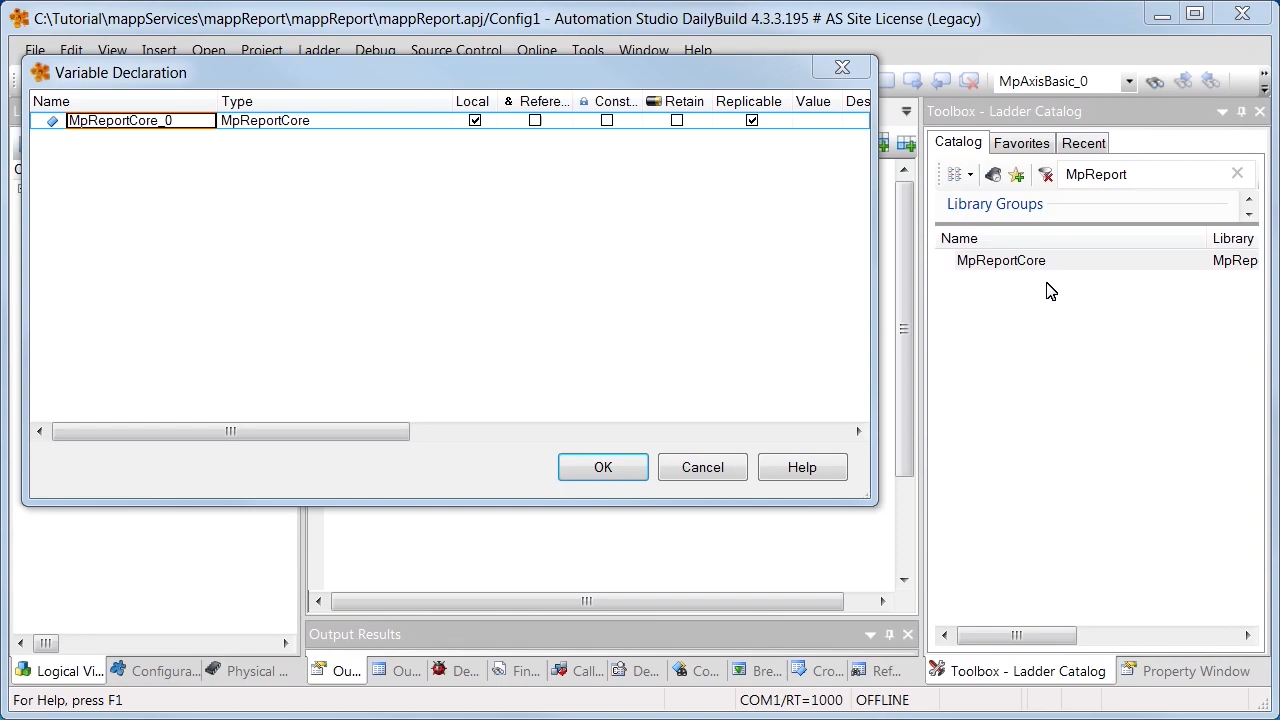 C:\Tutorial\mappServices\mappReport\mappReport\mappReport.apj/Config1 - Automation Studio DailyBuild 4.3.3.195 # AS Site License (Legacy)
File Edit View Insert Open Project Ladder Debug Source Control Online Tools Window Help
Variable Declaration
MpAxisBasic_0
Name Type Local & Refere... Const... Retain Replicable Value Des
MpReportCore_0 MpReportCore
OK Cancel Help
Toolbox - Ladder Catalog
Catalog Favorites Recent
MpReport
Library Groups
Name Library
MpReportCore MpRep
Output Results
Logical Vi... Configura... Physical ... Ou... Ou... De... Fin... Call... De... Co... Bre... Cro... Ref... Toolbox - Ladder Catalog Property Window
For Help, press F1 COM1/RT=1000 OFFLINE